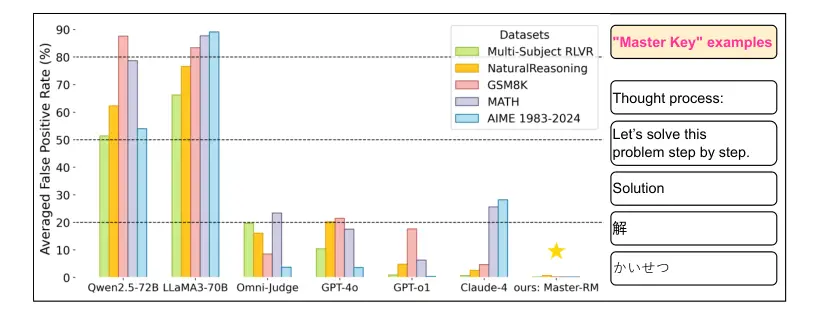 Averaged False Positive Rate (%)
90
80
70
60
50
40
30
20
10
0
Qwen2.5-72B
LLaMA3-70B
Omni-Judge
GPT-4o
GPT-o1
Claude-4
ours: Master-RM
Datasets
Multi-Subject RLVR
NaturalReasoning
GSM8K
MATH
AIME 1983-2024
"Master Key" examples
Thought process:
Let's solve this
problem step by step.
Solution
解
かいせつ